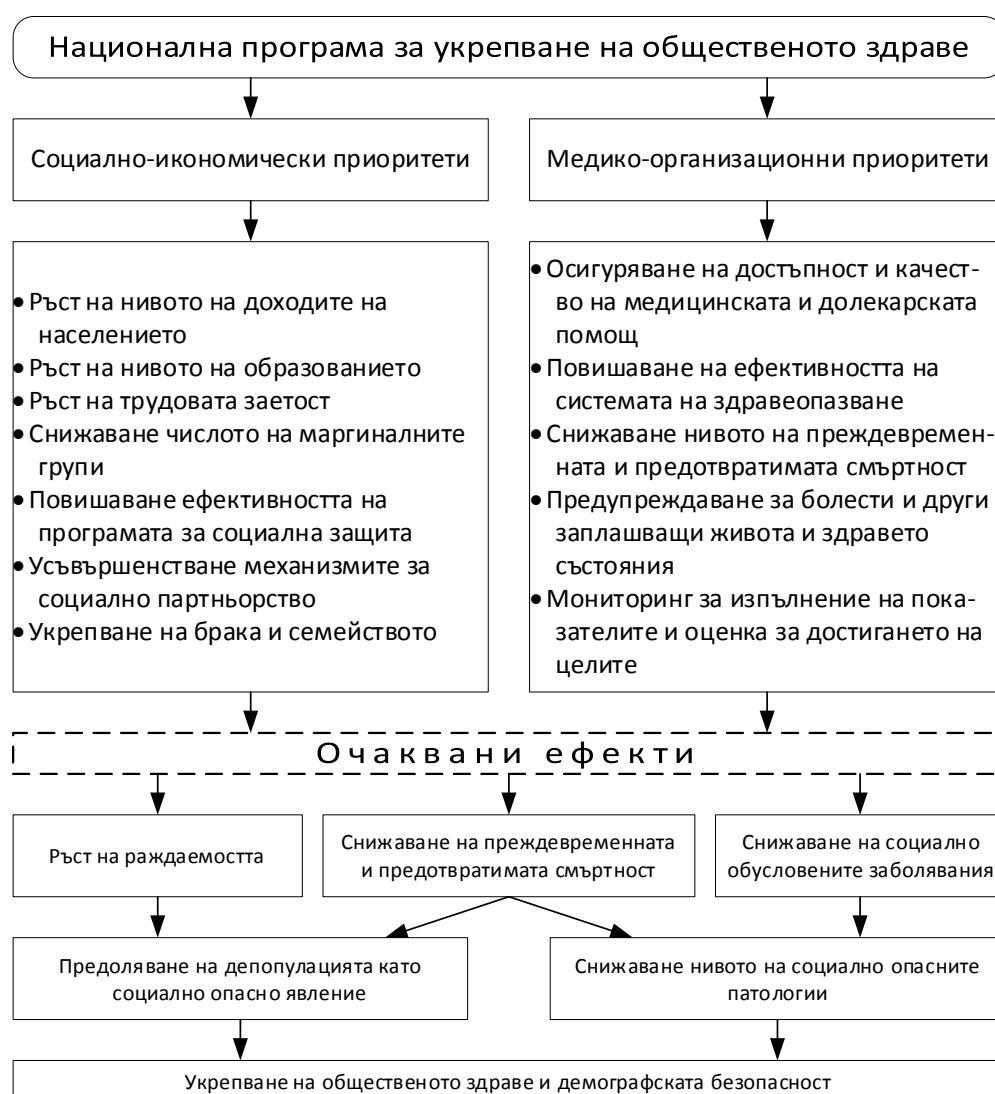 Национална програма за укрепване на общественото здраве
Социално-икономически приоритети
Медико-организационни приоритети
• Ръст на нивото на доходите на
населението
• Ръст на нивото на образованието
• Ръст на трудовата заетост
• Снижаване числото на маргиналните
групи
• Повишаване ефективността на
програмата за социална защита
• Усъвършенстване механизмите за
социално партньорство
• Укрепване на брака и семейството
• Осигуряване на достъпност и качест-
во на медицинската и долекарската
помощ
• Повишаване на ефективността на
системата на здравеопазване
• Снижаване нивото на преждевремен-
ната и предотвратимата смъртност
• Предупреждаване за болести и други
заплашващи живота и здравето
състояния
• Мониторинг за изпълнение на пока-
зателите и оценка за достигането на
целите
Очаквани ефекти
Ръст на раждаемостта
Снижаване на преждевременната
и предотвратимата смъртност
Снижаване на социално
обусловените заболявания
Предоляване на депопулацията като
социално опасно явление
Снижаване нивото на социално опасните
патологии
Укрепване на общественото здраве и демографската безопасност